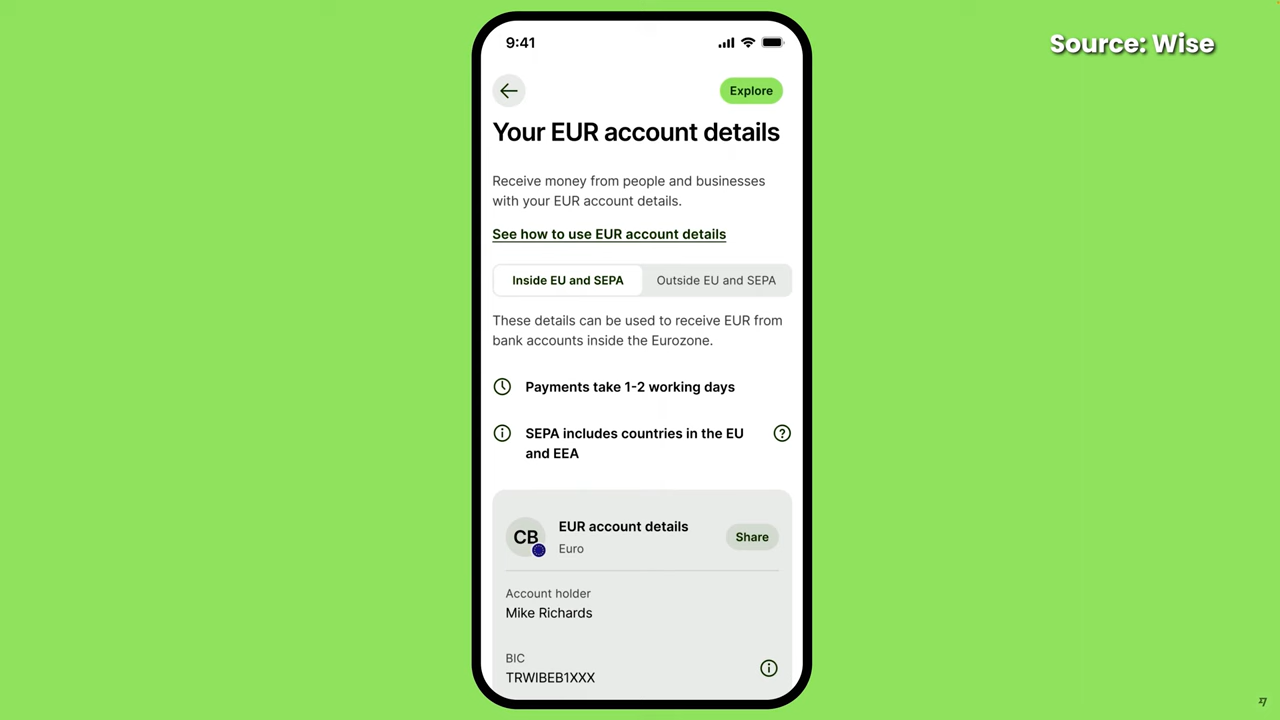 Source: Wise
9:41
Explore
Your EUR account details
Receive money from people and businesses
with your EUR account details.
See how to use EUR account details
Inside EU and SEPA
Outside EU and SEPA
These details can be used to receive EUR from
bank accounts inside the Eurozone.
Payments take 1-2 working days
SEPA includes countries in the EU
and EEA
CB
EUR account details
Euro
Share
Account holder
Mike Richards
BIC
TRWIBEB1XXX